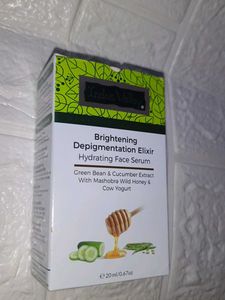 Brightening
Depigmentation Elixir
Hydrating Face Serum
Green Bean & Cucumber Extract
With Mashobra Wild Honey &
Cow Yogurt
℮ 20 ml/0.67oz